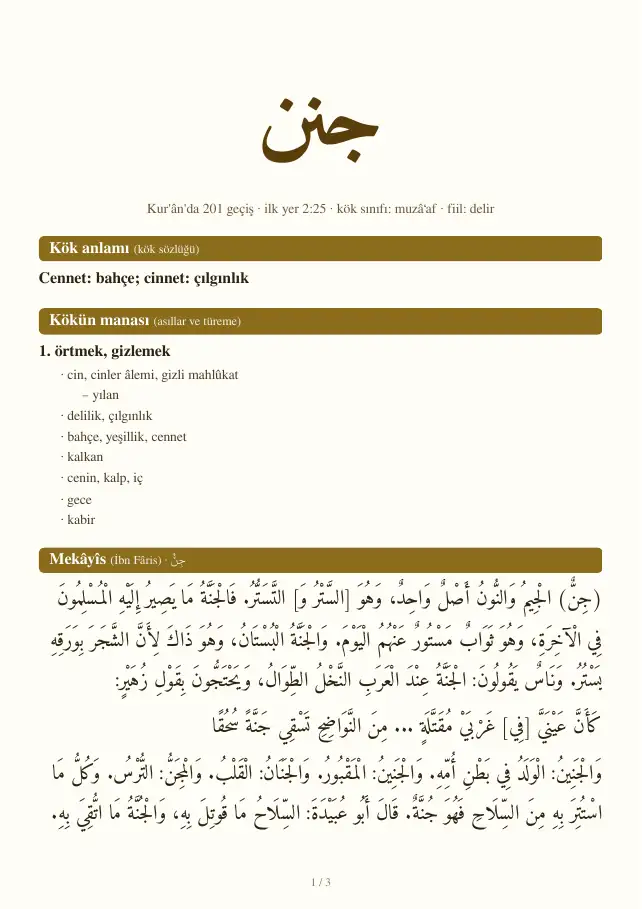 جنن
Kur'ân'da 201 geçiş · ilk yer 2:25 · kök sınıfı: muzâ‘af · fiil: delir
Kök anlamı (kök sözlüğü)
Cennet: bahçe; cinnet: çılgınlık
Kökün manası (asıllar ve türeme)
1. örtmek, gizlemek
· cin, cinler âlemi, gizli mahlûkat
– yılan
· delilik, çılgınlık
· bahçe, yeşillik, cennet
· kalkan
· cenin, kalp, iç
· gece
· kabir
Mekâyîs (İbn Fâris) · جِنٌّ
(جِنٌّ) الْجِيمُ وَالنُّونُ أَصْلٌ وَاحِدٌ، وَهُوَ [السَّتْرُ وَ] التَّسَتُّرُ. فَالْجَنَّةُ مَا يَصِيرُ إِلَيْهِ الْمُسْلِمُونَ
فِي الْآخِرَةِ، وَهُوَ ثَوَابٌ مَسْتُورٌ عَنْهُمُ الْيَوْمَ. وَالْجَنَّةُ الْبُسْتَانُ، وَهُوَ ذَاكَ لِأَنَّ الشَّجَرَ بِوَرَقِهِ
يَسْتُرُ. وَنَاسٌ يَقُولُونَ: الْجَنَّةُ عِنْدَ الْعَرَبِ النَّخْلُ الطِّوَالُ، وَيَحْتَجُّونَ بِقَوْلِ زُهَيْرٍ:
كَأَنَّ عَيْنَيَّ [فِي] غَرْبَيْ مُقَتَّلَةٍ ... مِنَ النَّوَاضِحِ تَسْقِي جَنَّةً سُحُقًا
وَالْجَنِينُ: الْوَلَدُ فِي بَطْنِ أُمِّهِ. وَالْجَنِينُ: الْمَقْبُورُ. وَالْجَنَانُ: الْقَلْبُ. وَالْمِجَنُّ: التُّرْسُ. وَكُلُّ مَا
اسْتُتِرَ بِهِ مِنَ السِّلَاحِ فَهُوَ جُنَّةٌ. قَالَ أَبُو عُبَيْدَةَ: السِّلَاحُ مَا قُوتِلَ بِهِ، وَالْجُنَّةُ مَا اتُّقِيَ بِهِ.
1 / 3